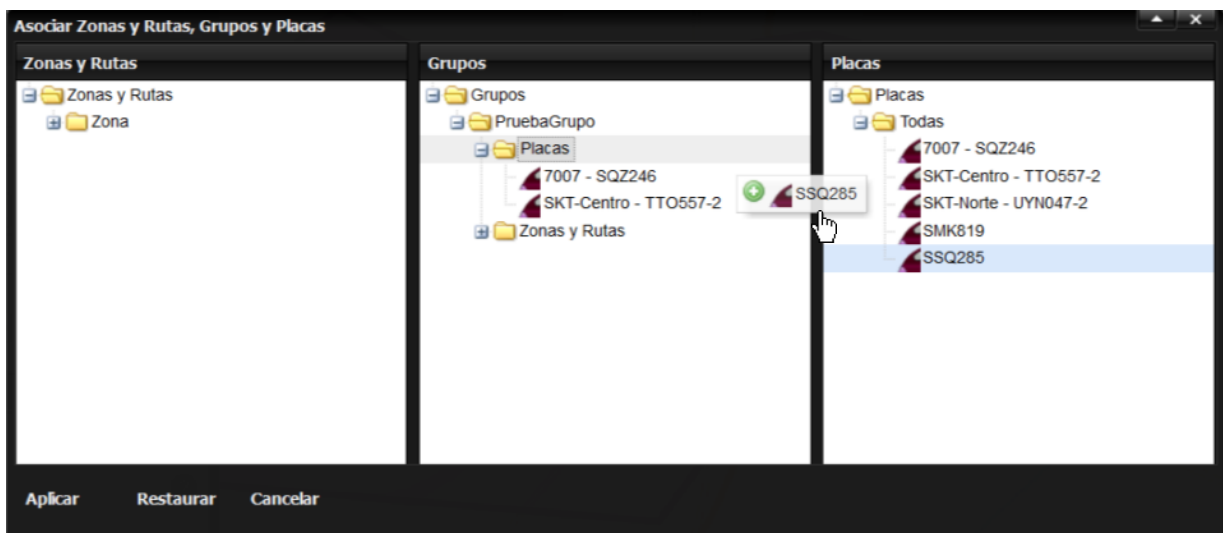 Asociar Zonas y Rutas, Grupos y Placas
Zonas y Rutas
Zonas y Rutas
Zona
Grupos
Grupos
PruebaGrupo
Placas
7007 - SQZ246
SKT-Centro - TTO557-2
Zonas y Rutas
SSQ285
Placas
Placas
Todas
7007 - SQZ246
SKT-Centro - TTO557-2
SKT-Norte - UYN047-2
SMK819
SSQ285
Aplicar Restaurar Cancelar